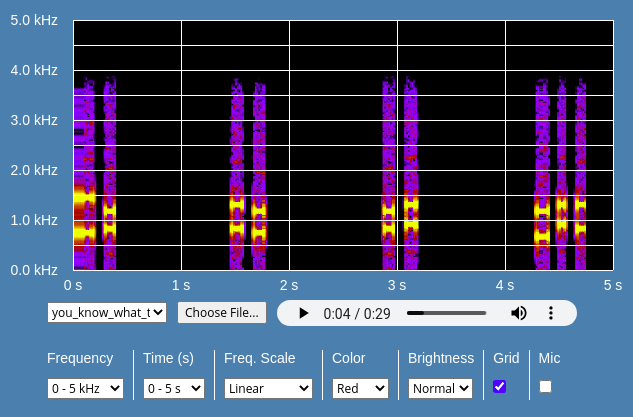 5.0 kHz
4.0 kHz
3.0 kHz
2.0 kHz
1.0 kHz
0.0 kHz
0 s 1 s 2 s 3 s 4 s 5 s
you_know_what_t Choose File... 0:04 / 0:29
Frequency Time (s) Freq. Scale Color Brightness Grid Mic
0 - 5 kHz 0 - 5 s Linear Red Normal